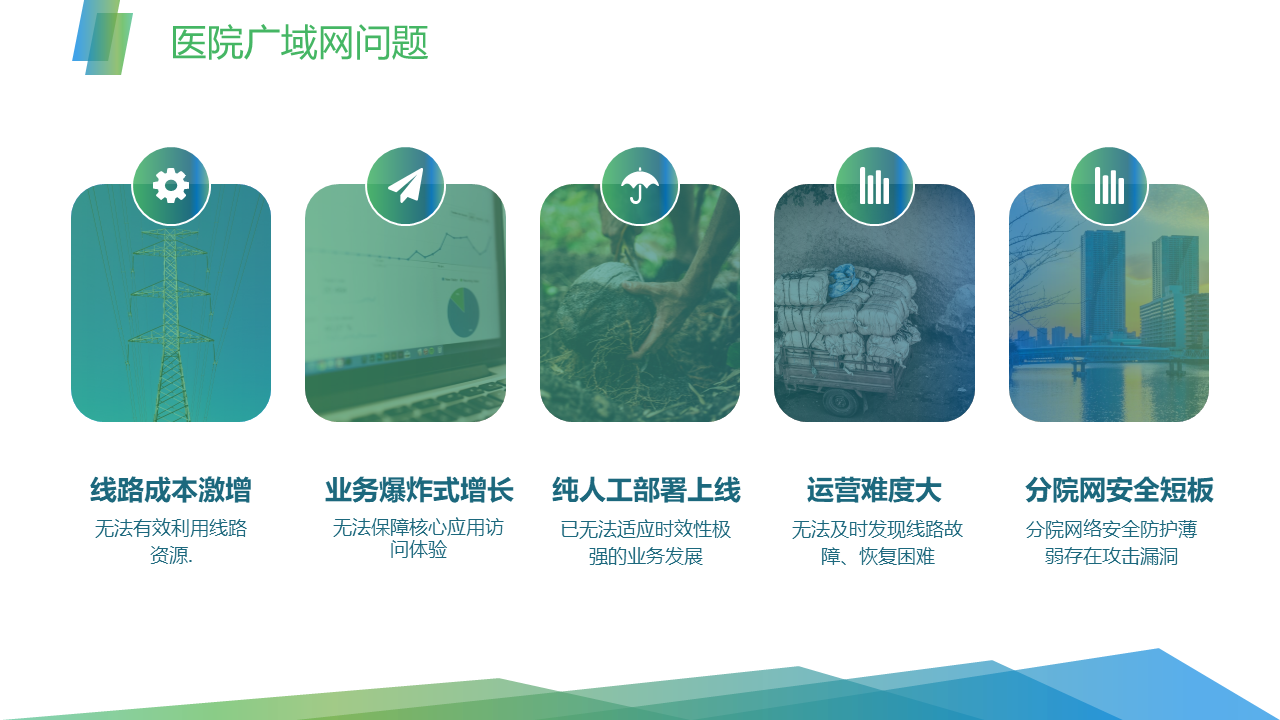 医院广域网问题
线路成本激增
无法有效利用线路
资源.
业务爆炸式增长
无法保障核心应用访
问体验
纯人工部署上线
已无法适应时效性极
强的业务发展
运营难度大
无法及时发现线路故
障、恢复困难
分院网安全短板
分院网络安全防护薄
弱存在攻击漏洞